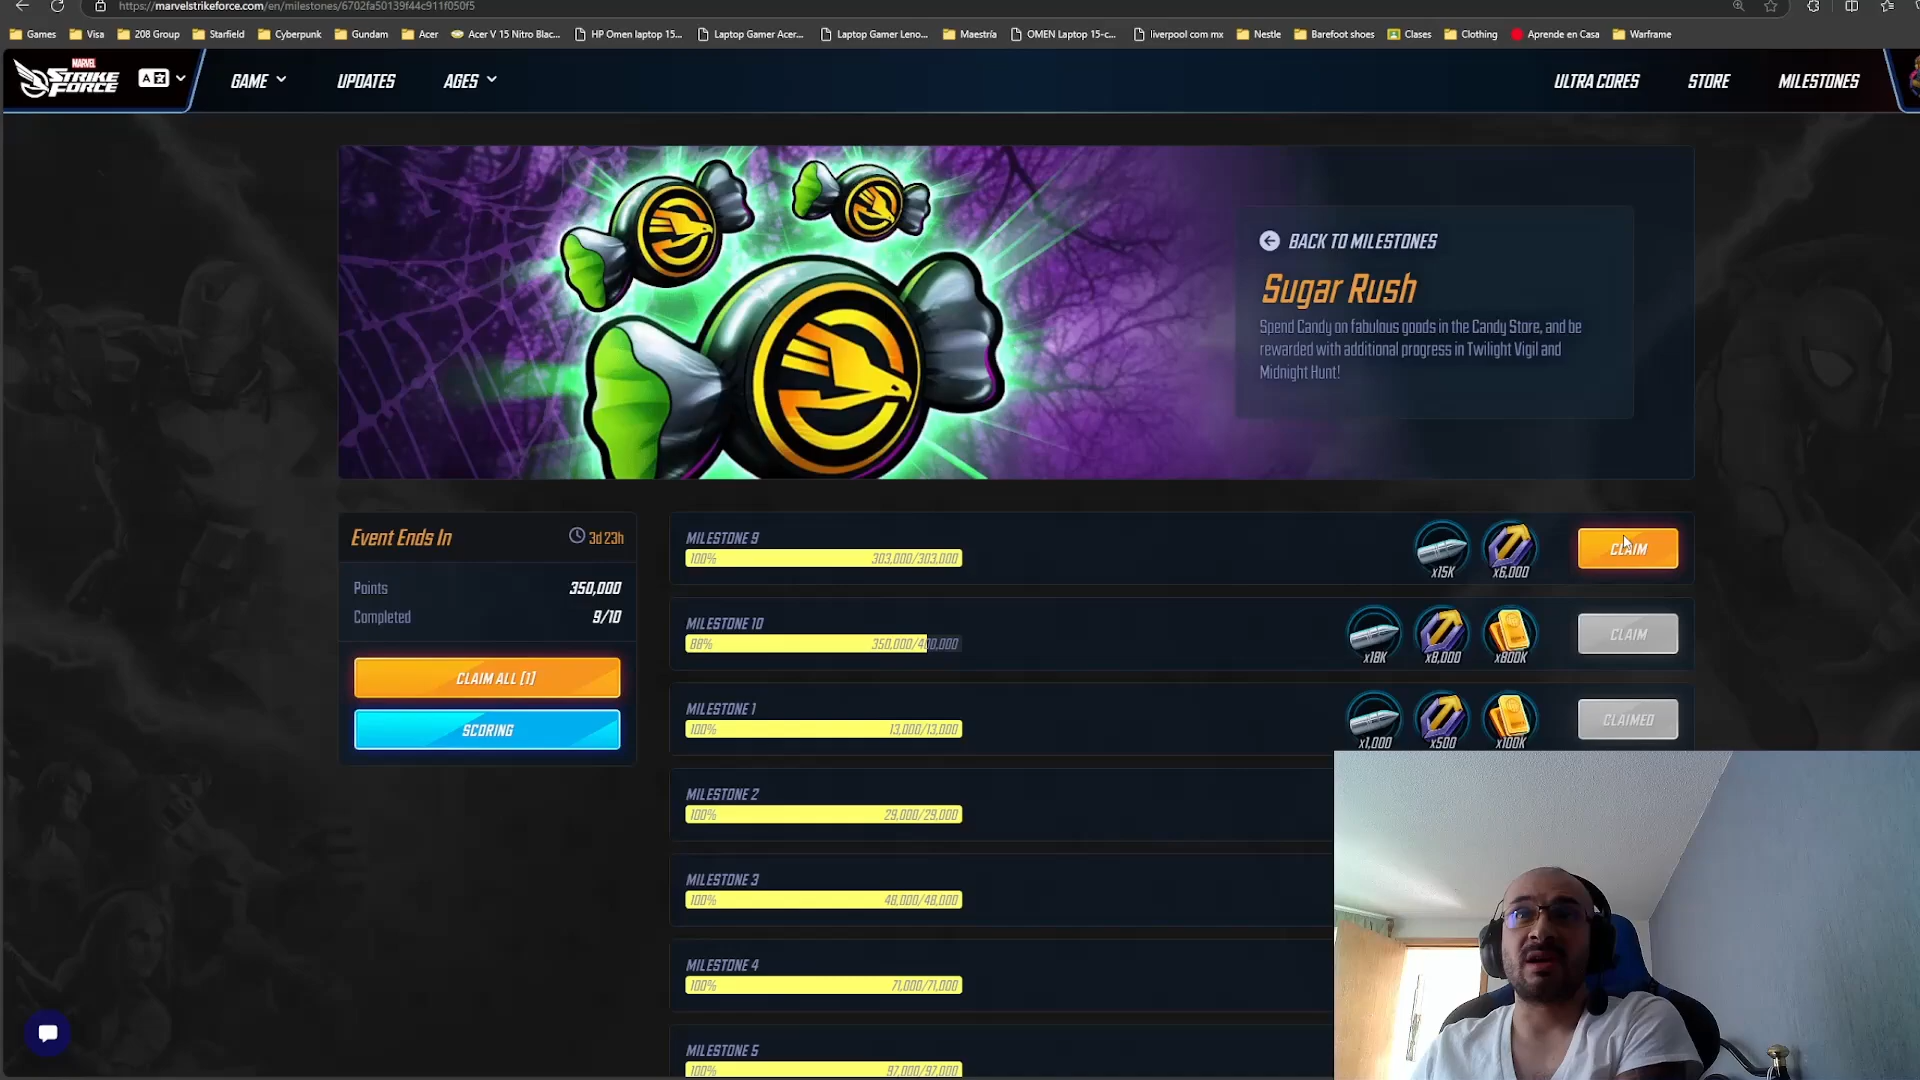 https://marvelstrikeforce.com/en/milestones/6702fa50139f44c911f050f5
Games Visa 208 Group Starfield Cyberpunk Gundam Acer Acer V 15 Nitro Blac... HP Omen laptop 15... Laptop Gamer Acer... Laptop Gamer Leno... Maestría OMEN Laptop 15-c... liverpool com mx Nestle Barefoot shoes Clases Clothing Aprende en Casa Warframe
MARVEL
STRIKE
FORCE
GAME UPDATES AGES ULTRA CORES STORE MILESTONES
BACK TO MILESTONES
Sugar Rush
Spend Candy on fabulous goods in the Candy Store, and be
rewarded with additional progress in Twilight Vigil and
Midnight Hunt!
Event Ends In 3d 23h
Points 350,000
Completed 9/10
CLAIM ALL [1]
SCORING
MILESTONE 9
100% 303,000/303,000
x15K x6,000 CLAIM
MILESTONE 10
88% 350,000/400,000
x18K x8,000 x800K CLAIM
MILESTONE 1
100% 13,000/13,000
x1,000 x500 x100K CLAIMED
MILESTONE 2
100% 29,000/29,000
MILESTONE 3
100% 48,000/48,000
MILESTONE 4
100% 71,000/71,000
MILESTONE 5
100% 97,000/97,000